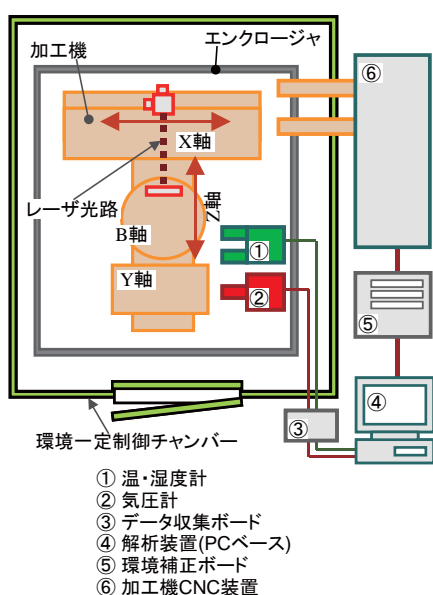 加工機
エンクロージャ
⑥
X軸
レーザ光路
Z軸
B軸
①
Y軸
②
⑤
④
③
環境一定制御チャンバー
① 温・湿度計
② 気圧計
③ データ収集ボード
④ 解析装置(PCベース)
⑤ 環境補正ボード
⑥ 加工機CNC装置